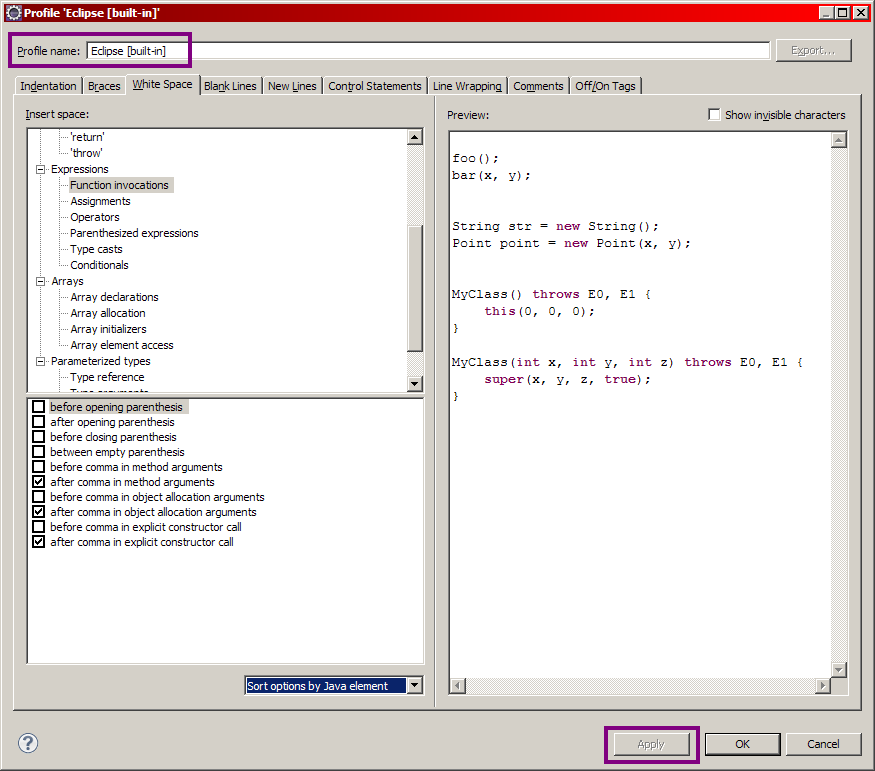 Profile 'Eclipse [built-in]'
Profile name: Eclipse [built-in]
Export...
Indentation Braces White Space Blank Lines New Lines Control Statements Line Wrapping Comments Off/On Tags
Insert space:
'return'
'throw'
Expressions
Function invocations
Assignments
Operators
Parenthesized expressions
Type casts
Conditionals
Arrays
Array declarations
Array allocation
Array initializers
Array element access
Parameterized types
Type reference
before opening parenthesis
after opening parenthesis
before closing parenthesis
between empty parenthesis
before comma in method arguments
after comma in method arguments
before comma in object allocation arguments
after comma in object allocation arguments
before comma in explicit constructor call
after comma in explicit constructor call
Sort options by Java element
Preview:
Show invisible characters
foo();
bar(x, y);
String str = new String();
Point point = new Point(x, y);
MyClass() throws E0, E1 {
this(0, 0, 0);
}
MyClass(int x, int y, int z) throws E0, E1 {
super(x, y, z, true);
}
?
Apply
OK
Cancel